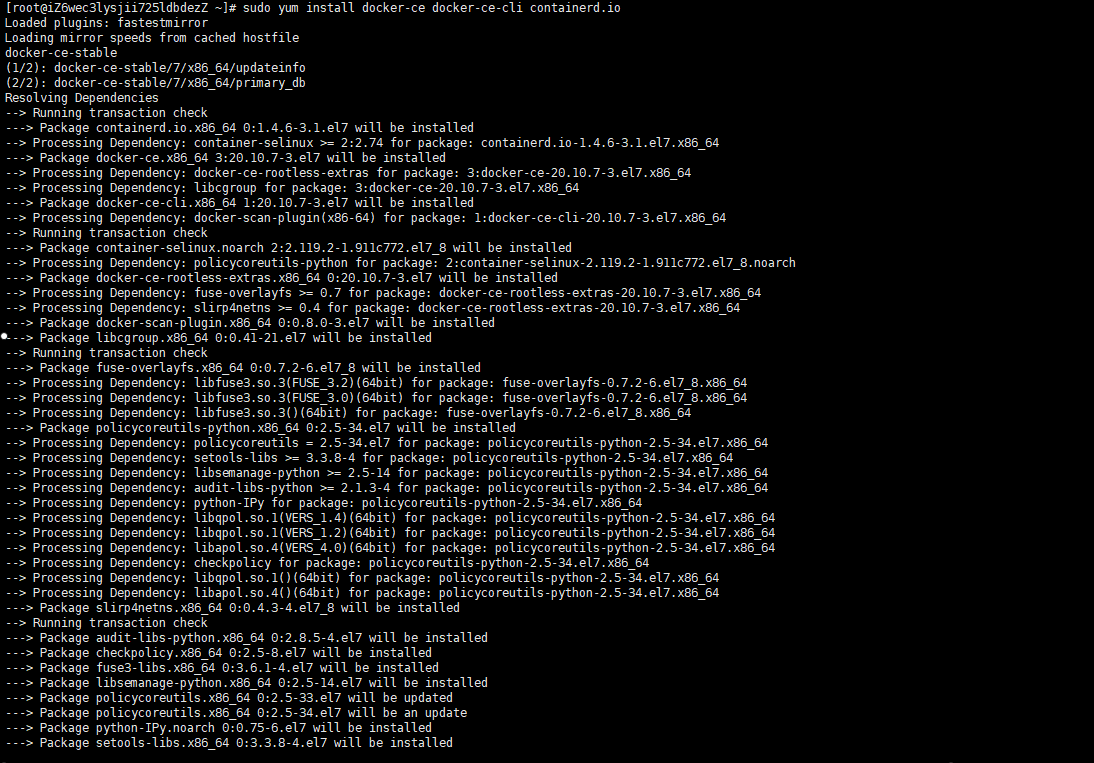 [root@iZ6wec3lysjii725ldbdezZ ~]# sudo yum install docker-ce docker-ce-cli containerd.io
Loaded plugins: fastestmirror
Loading mirror speeds from cached hostfile
docker-ce-stable
(1/2): docker-ce-stable/7/x86_64/updateinfo
(2/2): docker-ce-stable/7/x86_64/primary_db
Resolving Dependencies
--> Running transaction check
---> Package containerd.io.x86_64 0:1.4.6-3.1.el7 will be installed
--> Processing Dependency: container-selinux >= 2:2.74 for package: containerd.io-1.4.6-3.1.el7.x86_64
---> Package docker-ce.x86_64 3:20.10.7-3.el7 will be installed
--> Processing Dependency: docker-ce-rootless-extras for package: 3:docker-ce-20.10.7-3.el7.x86_64
--> Processing Dependency: libcgroup for package: 3:docker-ce-20.10.7-3.el7.x86_64
---> Package docker-ce-cli.x86_64 1:20.10.7-3.el7 will be installed
--> Processing Dependency: docker-scan-plugin(x86-64) for package: 1:docker-ce-cli-20.10.7-3.el7.x86_64
--> Running transaction check
---> Package container-selinux.noarch 2:2.119.2-1.911c772.el7_8 will be installed
--> Processing Dependency: policycoreutils-python for package: 2:container-selinux-2.119.2-1.911c772.el7_8.noarch
---> Package docker-ce-rootless-extras.x86_64 0:20.10.7-3.el7 will be installed
--> Processing Dependency: fuse-overlayfs >= 0.7 for package: docker-ce-rootless-extras-20.10.7-3.el7.x86_64
--> Processing Dependency: slirp4netns >= 0.4 for package: docker-ce-rootless-extras-20.10.7-3.el7.x86_64
---> Package docker-scan-plugin.x86_64 0:0.8.0-3.el7 will be installed
---> Package libcgroup.x86_64 0:0.41-21.el7 will be installed
--> Running transaction check
---> Package fuse-overlayfs.x86_64 0:0.7.2-6.el7_8 will be installed
--> Processing Dependency: libfuse3.so.3(FUSE_3.2)(64bit) for package: fuse-overlayfs-0.7.2-6.el7_8.x86_64
--> Processing Dependency: libfuse3.so.3(FUSE_3.0)(64bit) for package: fuse-overlayfs-0.7.2-6.el7_8.x86_64
--> Processing Dependency: libfuse3.so.3()(64bit) for package: fuse-overlayfs-0.7.2-6.el7_8.x86_64
---> Package policycoreutils-python.x86_64 0:2.5-34.el7 will be installed
--> Processing Dependency: policycoreutils = 2.5-34.el7 for package: policycoreutils-python-2.5-34.el7.x86_64
--> Processing Dependency: setools-libs >= 3.3.8-4 for package: policycoreutils-python-2.5-34.el7.x86_64
--> Processing Dependency: libsemanage-python >= 2.5-14 for package: policycoreutils-python-2.5-34.el7.x86_64
--> Processing Dependency: audit-libs-python >= 2.1.3-4 for package: policycoreutils-python-2.5-34.el7.x86_64
--> Processing Dependency: python-IPy for package: policycoreutils-python-2.5-34.el7.x86_64
--> Processing Dependency: libqpol.so.1(VERS_1.4)(64bit) for package: policycoreutils-python-2.5-34.el7.x86_64
--> Processing Dependency: libqpol.so.1(VERS_1.2)(64bit) for package: policycoreutils-python-2.5-34.el7.x86_64
--> Processing Dependency: libapol.so.4(VERS_4.0)(64bit) for package: policycoreutils-python-2.5-34.el7.x86_64
--> Processing Dependency: checkpolicy for package: policycoreutils-python-2.5-34.el7.x86_64
--> Processing Dependency: libqpol.so.1()(64bit) for package: policycoreutils-python-2.5-34.el7.x86_64
--> Processing Dependency: libapol.so.4()(64bit) for package: policycoreutils-python-2.5-34.el7.x86_64
---> Package slirp4netns.x86_64 0:0.4.3-4.el7_8 will be installed
--> Running transaction check
---> Package audit-libs-python.x86_64 0:2.8.5-4.el7 will be installed
---> Package checkpolicy.x86_64 0:2.5-8.el7 will be installed
---> Package fuse3-libs.x86_64 0:3.6.1-4.el7 will be installed
---> Package libsemanage-python.x86_64 0:2.5-14.el7 will be installed
---> Package policycoreutils.x86_64 0:2.5-33.el7 will be updated
---> Package policycoreutils.x86_64 0:2.5-34.el7 will be an update
---> Package python-IPy.noarch 0:0.75-6.el7 will be installed
---> Package setools-libs.x86_64 0:3.3.8-4.el7 will be installed